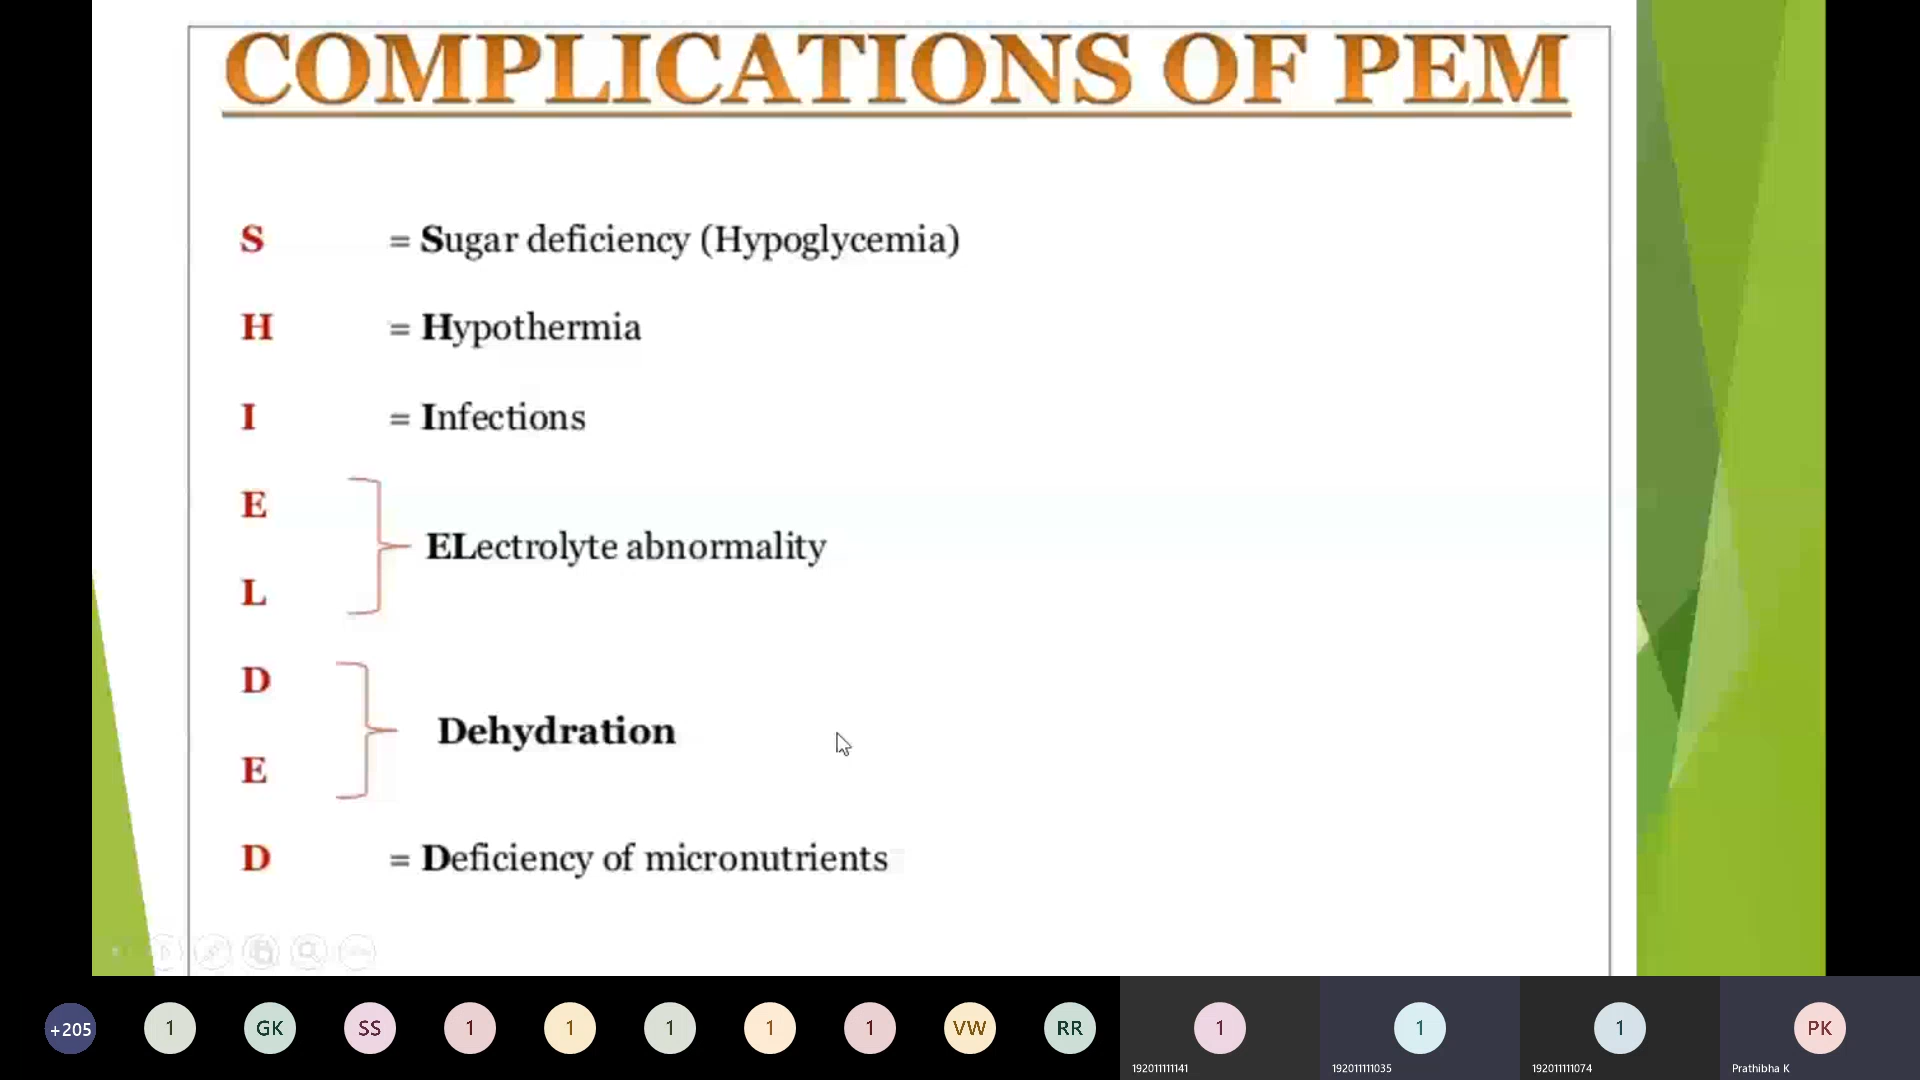 COMPLICATIONS OF PEM
S = Sugar deficiency (Hypoglycemia)
H = Hypothermia
I = Infections
E
ELectrolyte abnormality
L
D
Dehydration
E
D = Deficiency of micronutrients
+205 1 GK SS 1 1 1 1 1 VW RR 1 1 1 PK
192011111141 192011111035 192011111074 Prathibha K